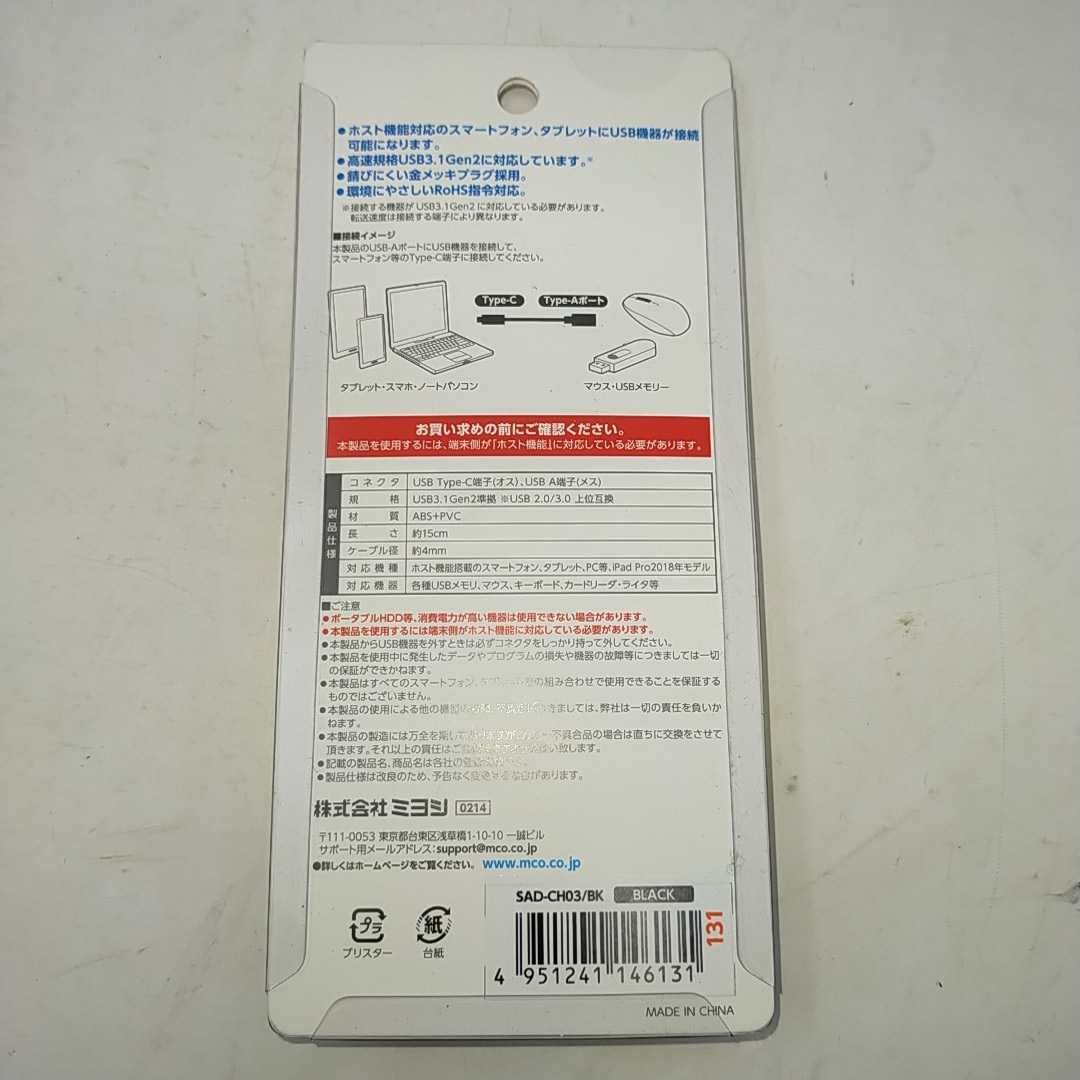 ●ホスト機能対応のスマートフォン、タブレットにUSB機器が接続
可能になります。
●高速規格USB3.1Gen2に対応しています。※
●錆びにくい金メッキプラグ採用。
●環境にやさしいRoHS指令対応。
※接続する機器が USB3.1Gen2 に対応している必要があります。
転送速度は接続する端子により異なります。
■接続イメージ
本製品のUSB-AポートにUSB機器を接続して、
スマートフォン等のType-C端子に接続してください。
Type-C Type-Aポート
タブレット・スマホ・ノートパソコン マウス・USBメモリー
お買い求めの前にご確認ください。
本製品を使用するには、端末側が「ホスト機能」に対応している必要があります。
製品仕様
コネクタ USB Type-C端子(オス)、USB A端子(メス)
規格 USB3.1Gen2準拠 ※USB 2.0/3.0 上位互換
材質 ABS+PVC
長さ 約15cm
ケーブル径 約4mm
対応機種 ホスト機能搭載のスマートフォン、タブレット、PC等、iPad Pro2018年モデル
対応機器 各種USBメモリ、マウス、キーボード、カードリーダ・ライタ等
■ご注意
●ポータブルHDD等、消費電力が高い機器は使用できない場合があります。
●本製品を使用するには端末側がホスト機能に対応している必要があります。
●本製品からUSB機器を外すときは必ずコネクタをしっかり持って外してください。
●本製品を使用中に発生したデータやプログラムの損失や機器の故障等につきましては一切
の保証ができかねます。
●本製品はすべてのスマートフォン、の組み合わせで使用できることを保証する
ものではございません。
●本製品の使用による他の機器きましては、弊社は一切の責任を負いか
ねます。
●本製品の製造には万全を期して不具合品の場合は直ちに交換をさせて
頂きます。それ以上の責任はご致します。
●記載の製品名、商品名は各社の
●製品仕様は改良のため、予告なくがあります。
株式会社ミヨシ 0214
〒111-0053 東京都台東区浅草橋1-10-10 一誠ビル
サポート用メールアドレス:support@mco.co.jp
●詳しくはホームページをご覧ください。 www.mco.co.jp
SAD-CH03/BK BLACK
131
プラ 紙
ブリスター 台紙
4 951241 146131
MADE IN CHINA